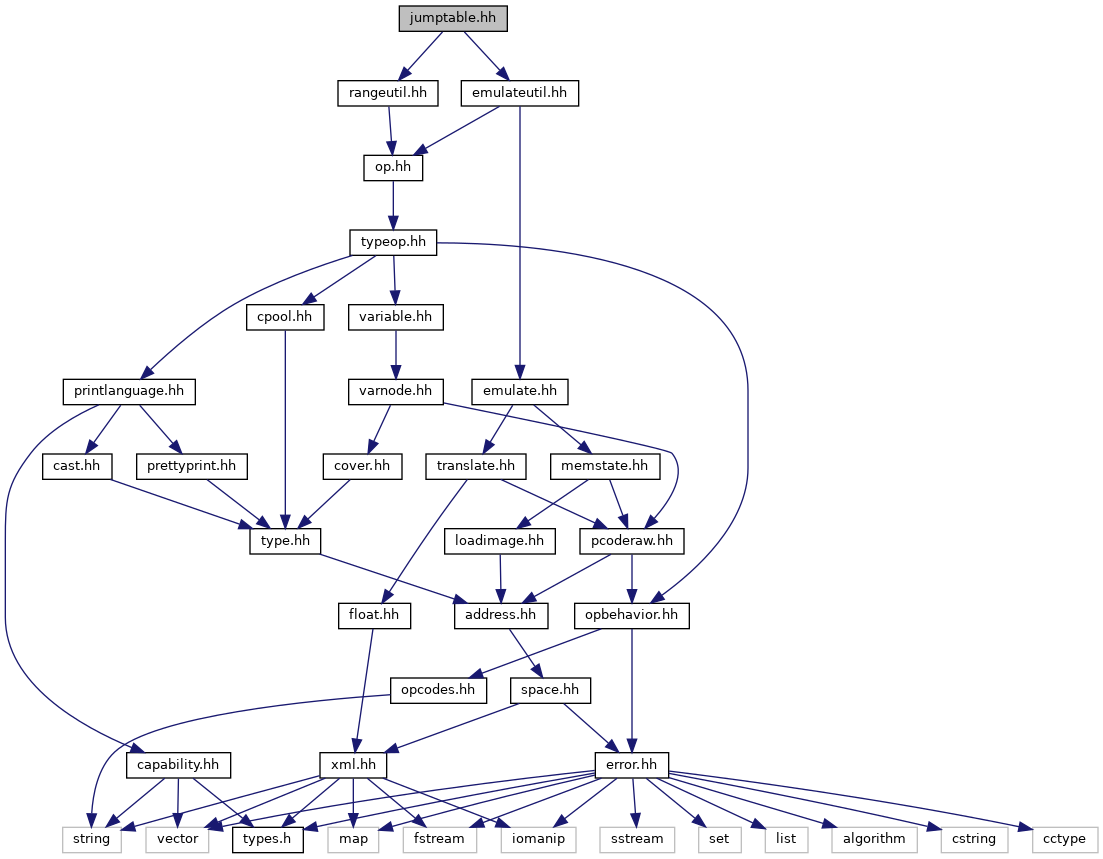 jumptable.hh
rangeutil.hh
emulateutil.hh
op.hh
typeop.hh
cpool.hh
variable.hh
printlanguage.hh
varnode.hh
emulate.hh
cast.hh
prettyprint.hh
cover.hh
translate.hh
memstate.hh
type.hh
loadimage.hh
pcoderaw.hh
float.hh
address.hh
opbehavior.hh
opcodes.hh
space.hh
capability.hh
xml.hh
error.hh
string
vector
types.h
map
fstream
iomanip
sstream
set
list
algorithm
cstring
cctype